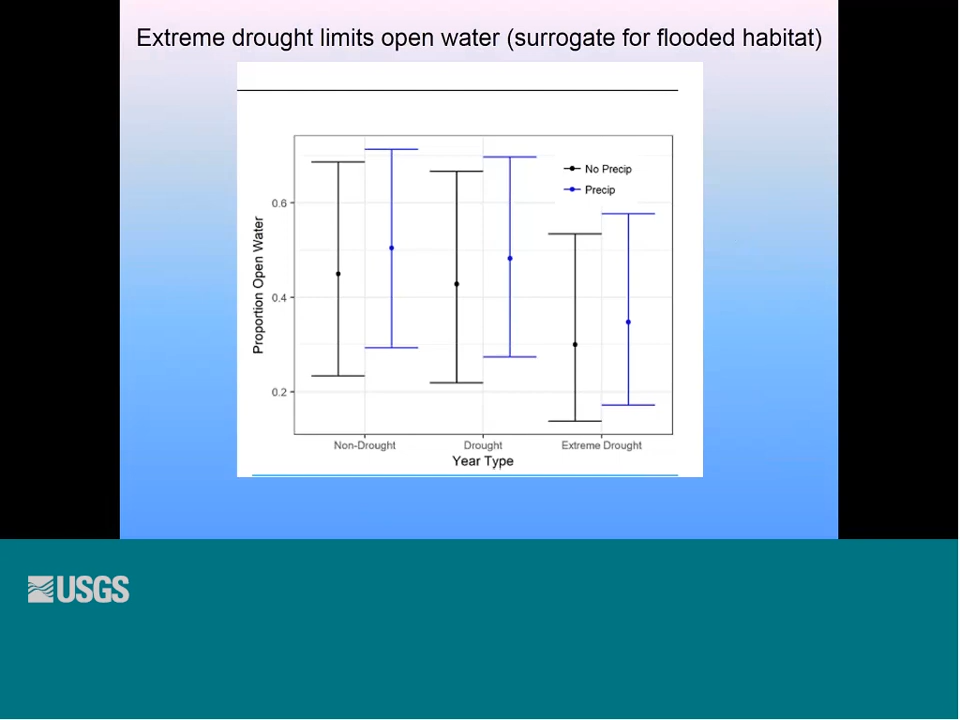 Extreme drought limits open water (surrogate for flooded habitat)
No Precip
Precip
Proportion Open Water
0.6
0.4
0.2
Non-Drought
Drought
Extreme Drought
Year Type
USGS